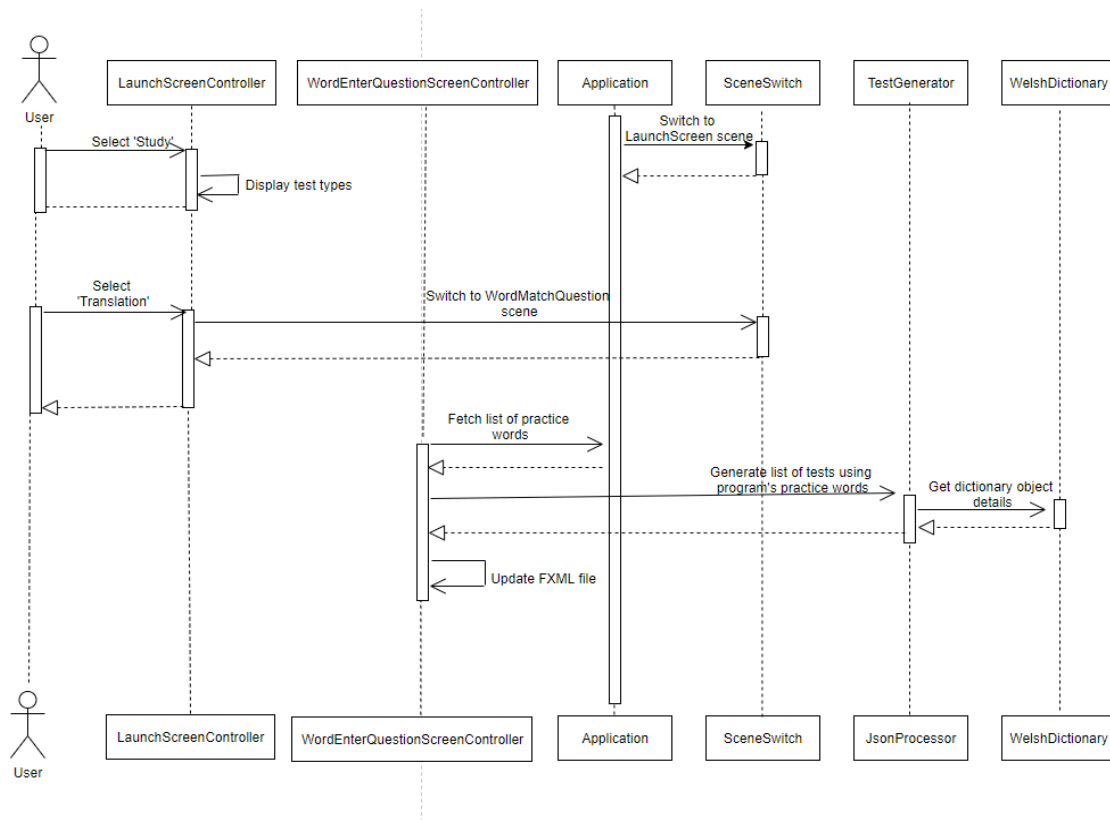 User
LaunchScreenController
WordEnterQuestionScreenController
Application
SceneSwitch
TestGenerator
WelshDictionary
Switch to
LaunchScreen scene
Select 'Study'
Display test types
Select
'Translation'
Switch to WordMatchQuestion
scene
Fetch list of practice
words
Generate list of tests using
program's practice words
Get dictionary object
details
Update FXML file
User
LaunchScreenController
WordEnterQuestionScreenController
Application
SceneSwitch
JsonProcessor
WelshDictionary